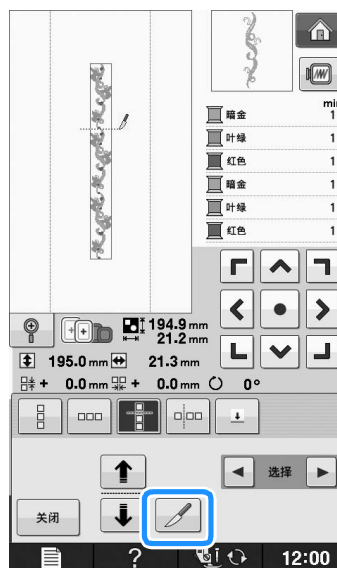 min
暗金 1
叶绿 1
红色 1
暗金 1
叶绿 1
红色 1
194.9 mm
21.2 mm
195.0 mm 21.3 mm
+ 0.0 mm + 0.0 mm 0°
选择
关闭
? 12:00